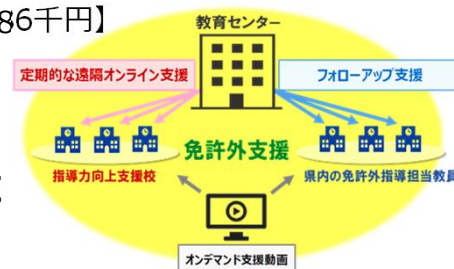 86千円】
教育センター
定期的な遠隔オンライン支援
フォローアップ支援
免許外支援
指導力向上支援校
県内の免許外指導担当教員
オンデマンド支援動画